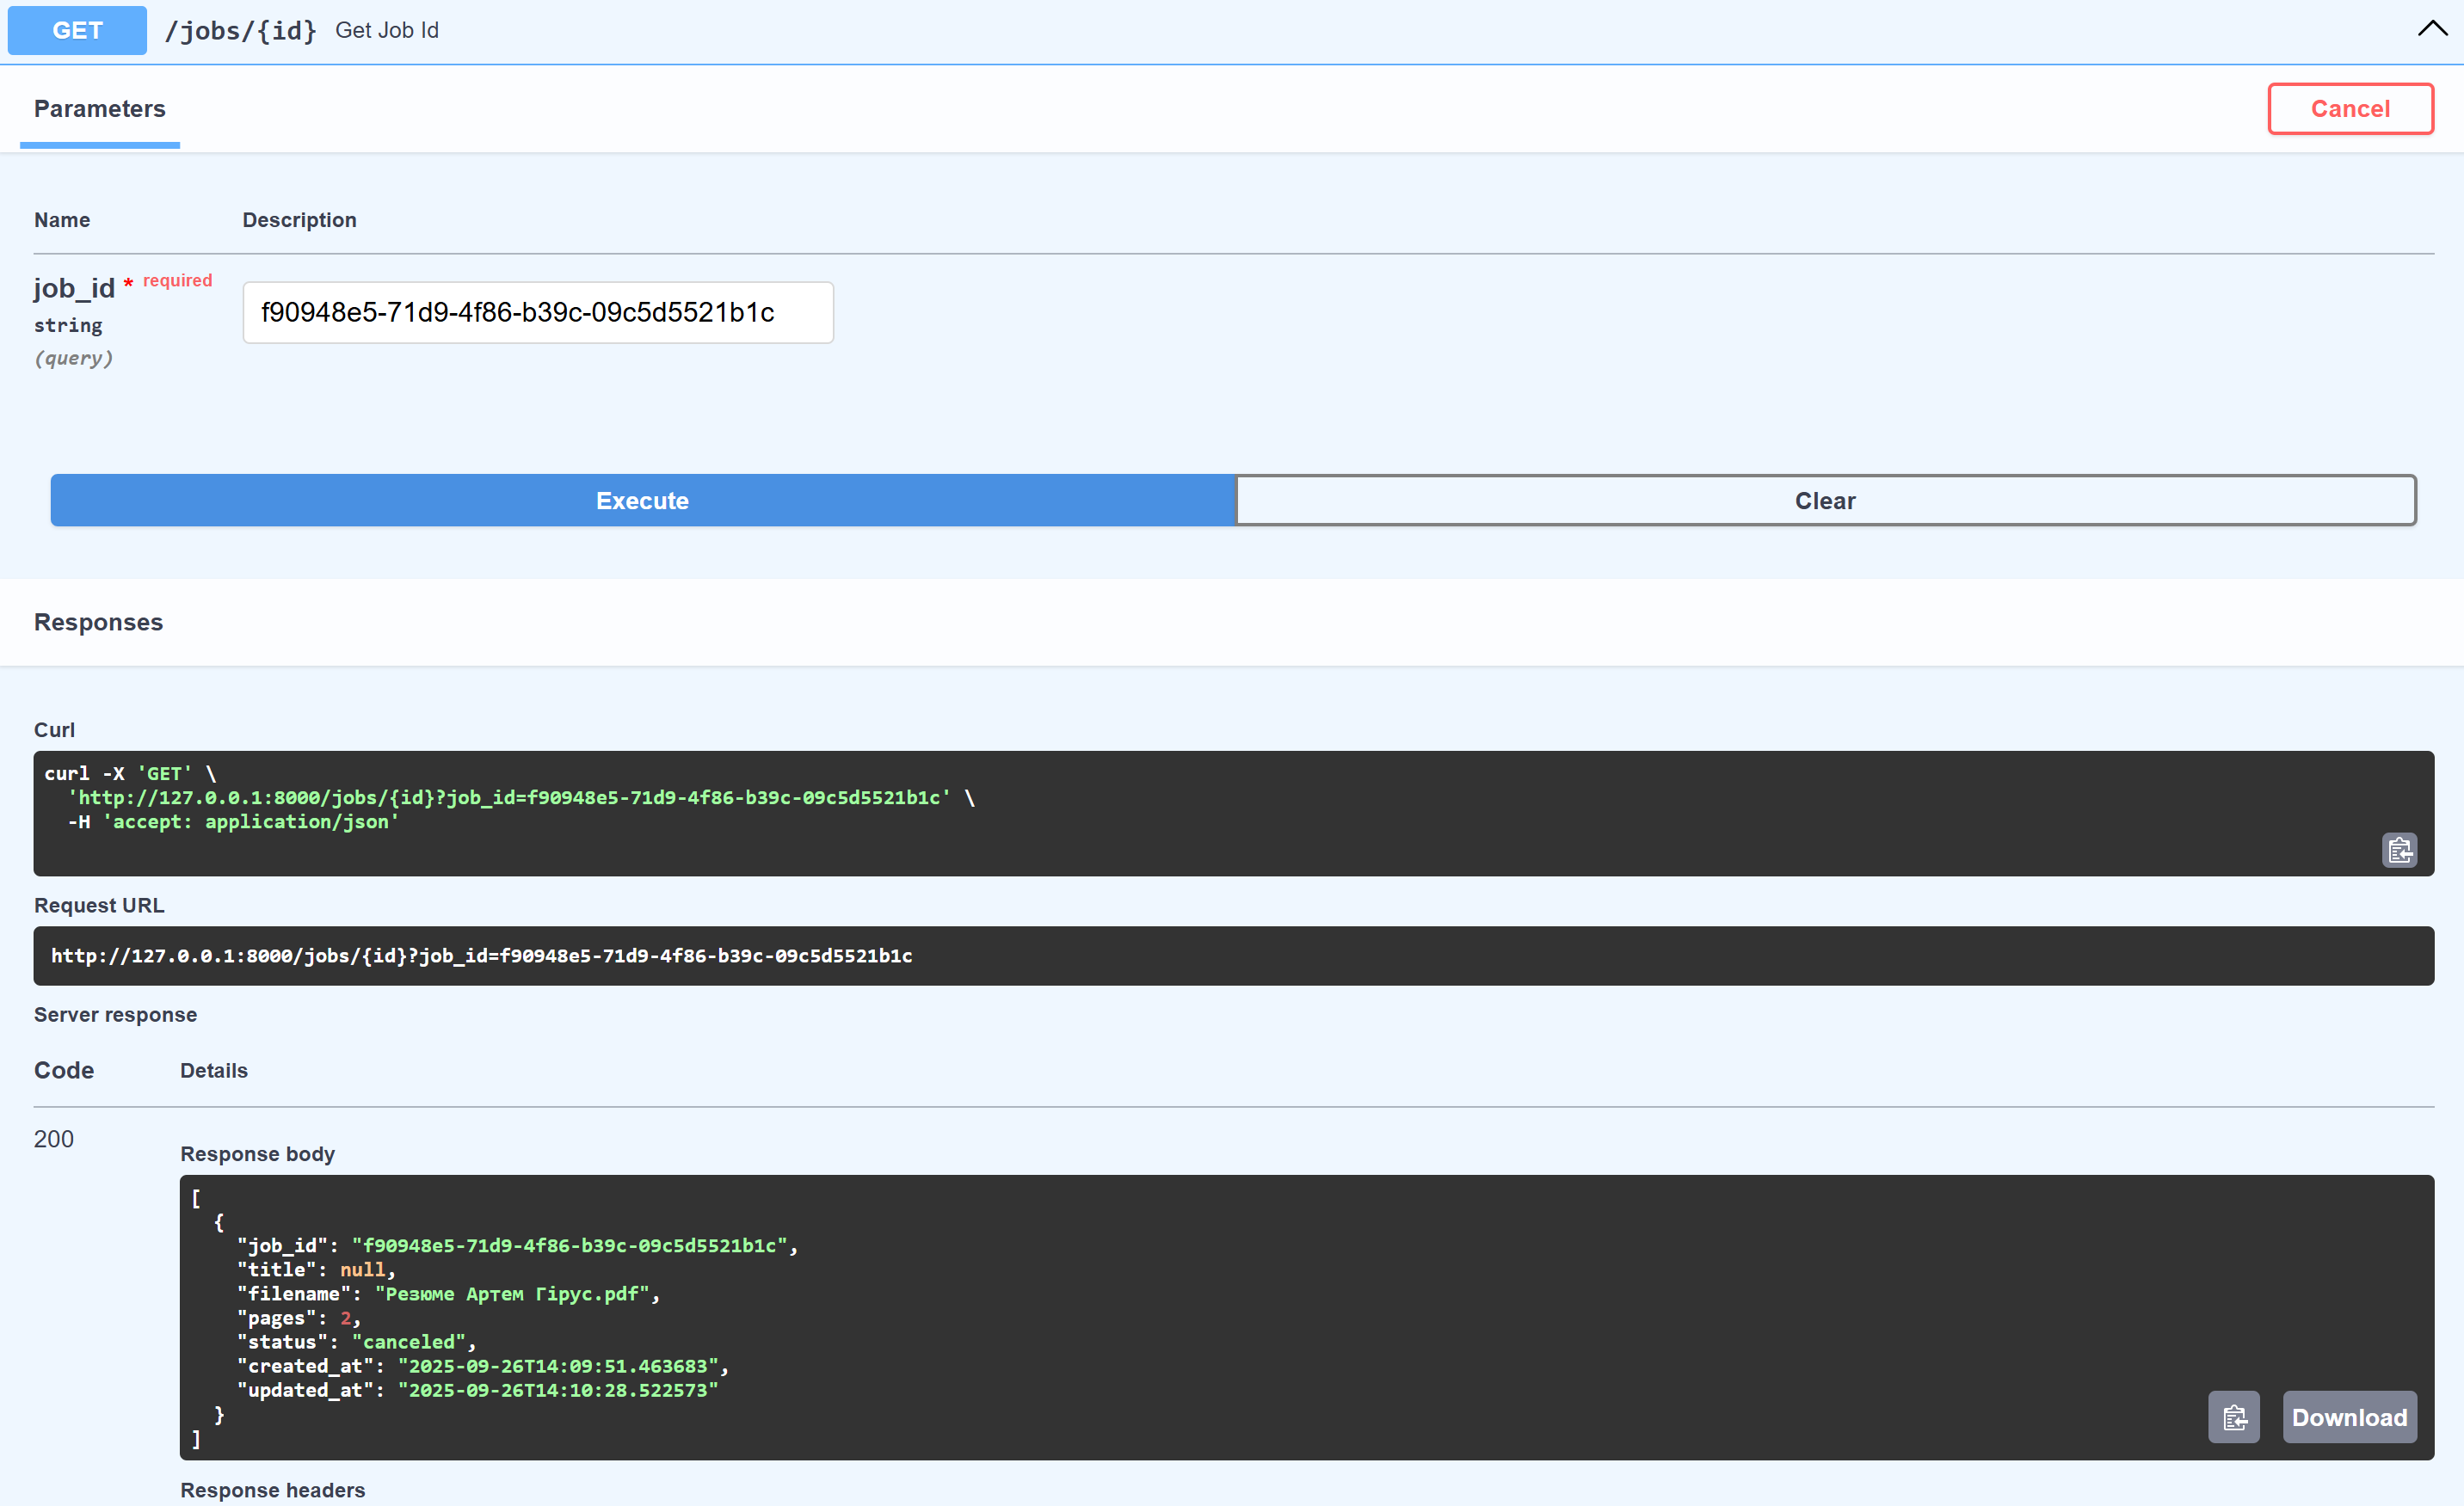 GET /jobs/{id} Get Job Id
Parameters
Cancel
Name Description
job_id * required
string
(query)
f90948e5-71d9-4f86-b39c-09c5d5521b1c
Execute Clear
Responses
Curl
curl -X 'GET' \
  'http://127.0.0.1:8000/jobs/{id}?job_id=f90948e5-71d9-4f86-b39c-09c5d5521b1c' \
  -H 'accept: application/json'
Request URL
http://127.0.0.1:8000/jobs/{id}?job_id=f90948e5-71d9-4f86-b39c-09c5d5521b1c
Server response
Code Details
200
Response body
[
  {
    "job_id": "f90948e5-71d9-4f86-b39c-09c5d5521b1c",
    "title": null,
    "filename": "Резюме Артем Гірус.pdf",
    "pages": 2,
    "status": "canceled",
    "created_at": "2025-09-26T14:09:51.463683",
    "updated_at": "2025-09-26T14:10:28.522573"
  }
]
Download
Response headers